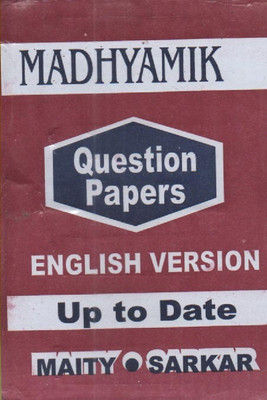 MADHYAMIK
Question
Papers
ENGLISH VERSION
Up to Date
MAITY • SARKAR